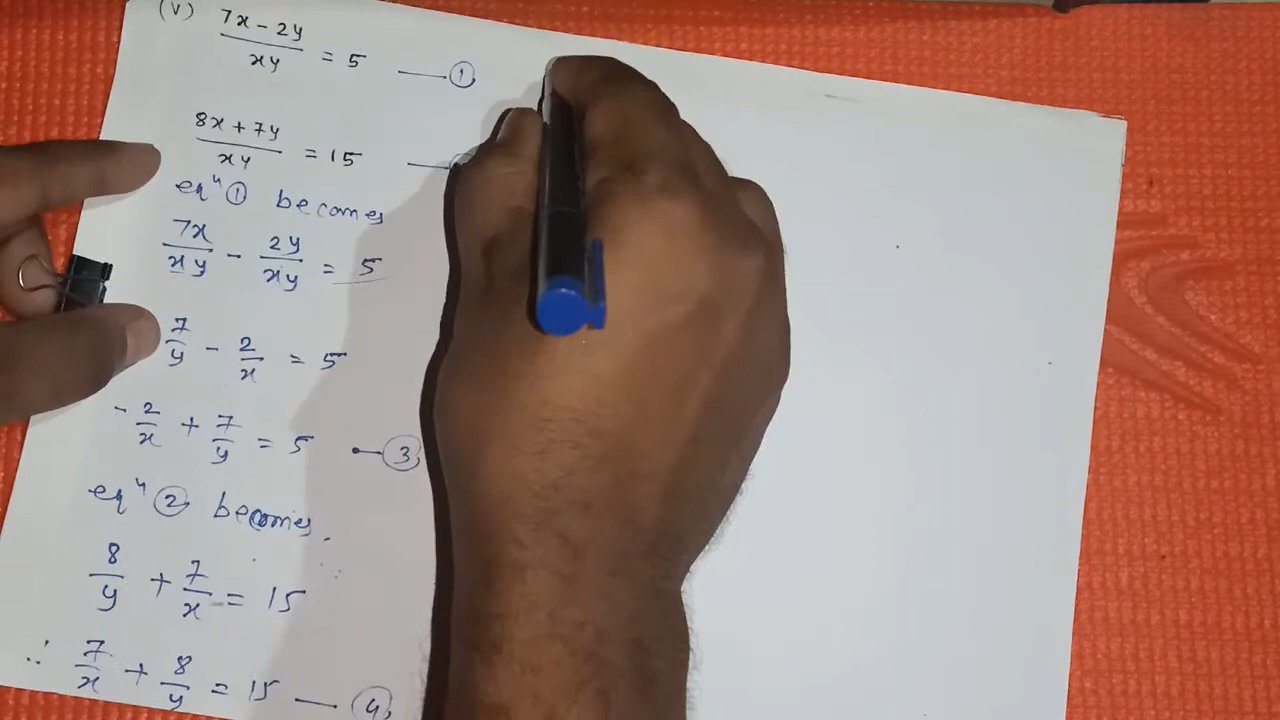 (V) 7x - 2y / xy = 5 —— ①
8x + 7y / xy = 15 ——
eqⁿ ① becomes
7x / xy - 2y / xy = 5
7 / y - 2 / x = 5
- 2 / x + 7 / y = 5 —— ③
eqⁿ ② becomes.
8 / y + 7 / x = 15
∴ 7 / x + 8 / y = 15 —— ④